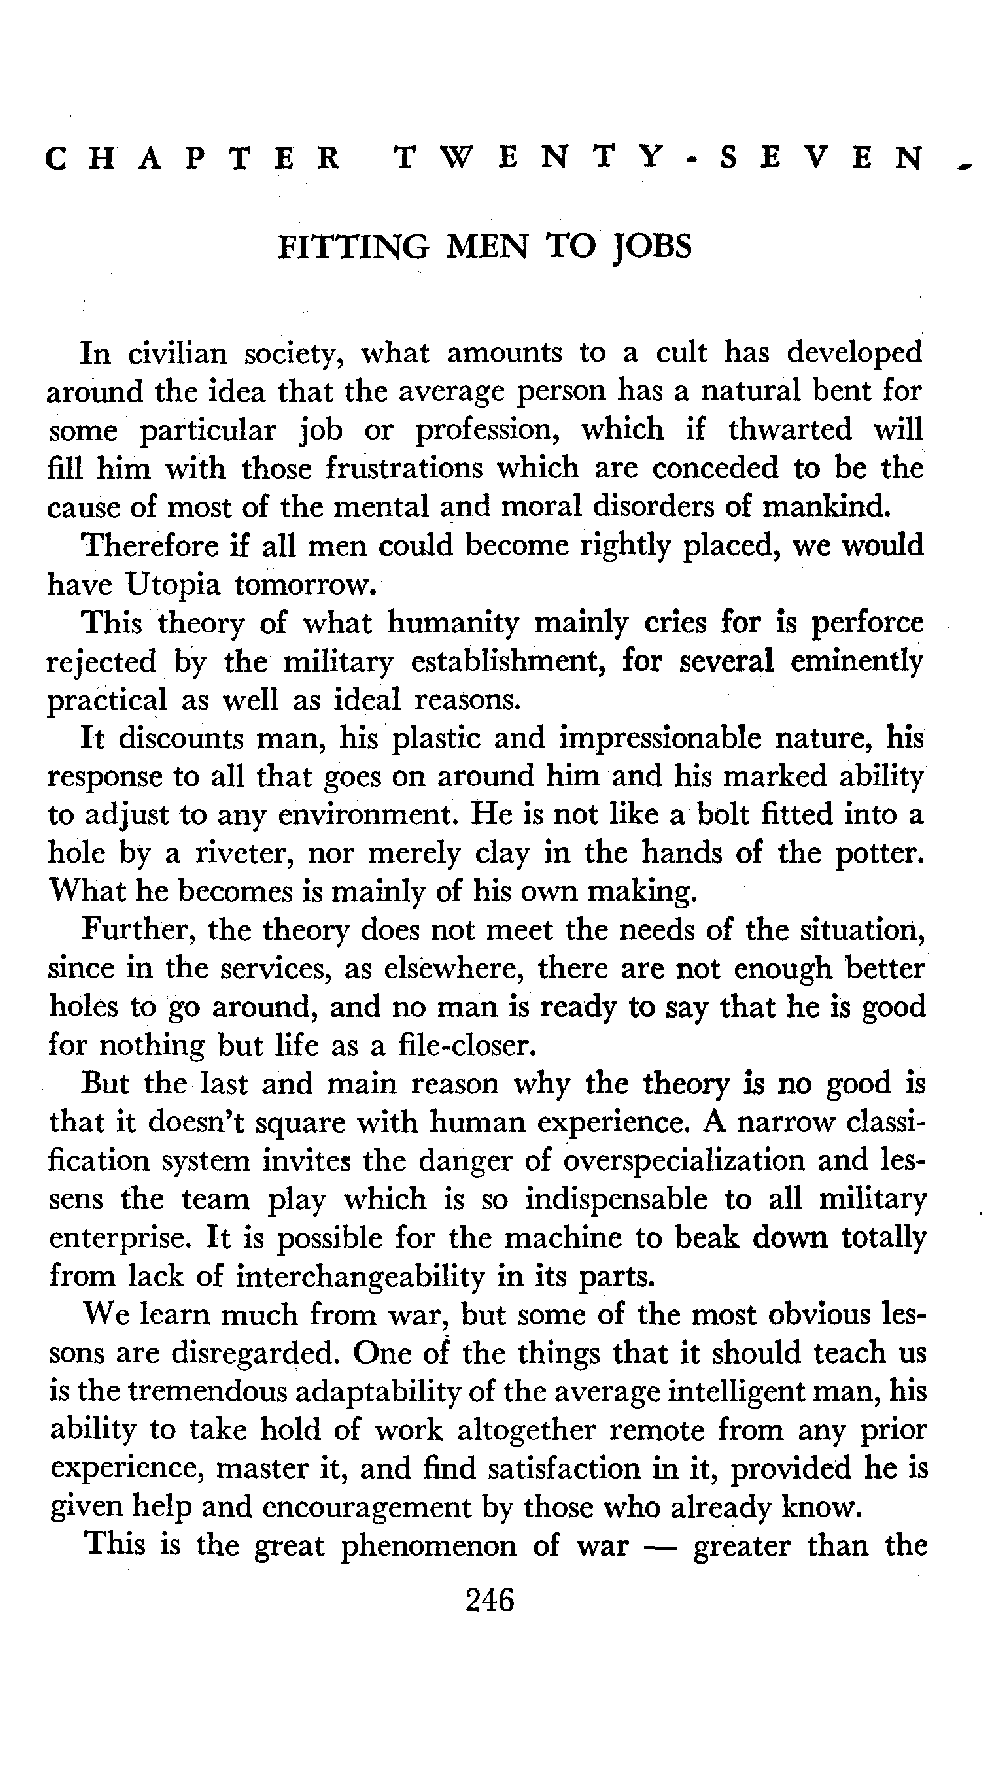 CHAPTER TWENTY-SEVEN
FITTING MEN TO JOBS
In civilian society, what amounts to a cult has developed
around the idea that the average person has a natural bent for
some particular job or profession, which if thwarted will
fill him with those frustrations which are conceded to be the
cause of most of the mental and moral disorders of mankind.
Therefore if all men could become rightly placed, we would
have Utopia tomorrow.
This theory of what humanity mainly cries for is perforce
rejected by the military establishment, for several eminently
practical as well as ideal reasons.
It discounts man, his plastic and impressionable nature, his
response to all that goes on around him and his marked ability
to adjust to any environment. He is not like a bolt fitted into a
hole by a riveter, nor merely clay in the hands of the potter.
What he becomes is mainly of his own making.
Further, the theory does not meet the needs of the situation,
since in the services, as elsewhere, there are not enough better
holes to go around, and no man is ready to say that he is good
for nothing but life as a file-closer.
But the last and main reason why the theory is no good is
that it doesn't square with human experience. A narrow classi-
fication system invites the danger of overspecialization and les-
sens the team play which is so indispensable to all military
enterprise. It is possible for the machine to beak down totally
from lack of interchangeability in its parts.
We learn much from war, but some of the most obvious les-
sons are disregarded. One of the things that it should teach us
is the tremendous adaptability of the average intelligent man, his
ability to take hold of work altogether remote from any prior
experience, master it, and find satisfaction in it, provided he is
given help and encouragement by those who already know.
This is the great phenomenon of war — greater than the
246